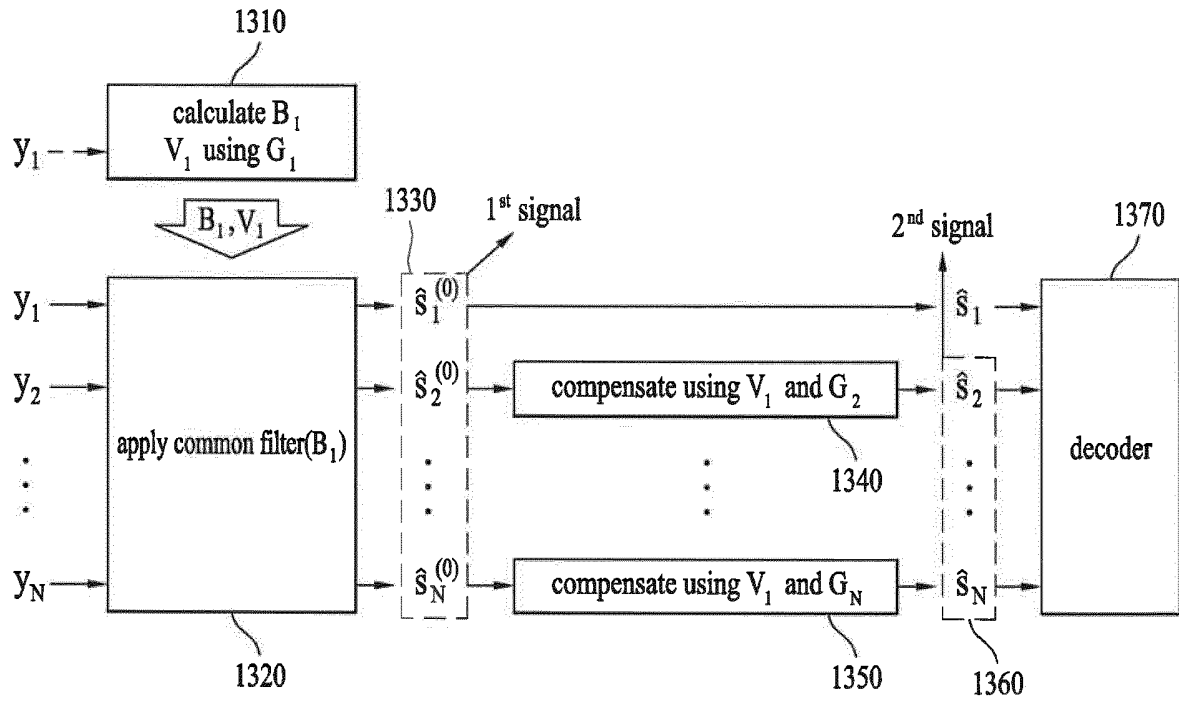 1310
calculate B₁
V₁ using G₁
y₁
B₁,V₁
1330
1ˢᵗ signal
2ⁿᵈ signal
1370
y₁
ŝ₁⁽⁰⁾
ŝ₁
y₂
ŝ₂⁽⁰⁾
compensate using V₁ and G₂
ŝ₂
apply common filter(B₁)
1340
decoder
y_N
ŝ_N⁽⁰⁾
compensate using V₁ and G_N
ŝ_N
1320
1350
1360